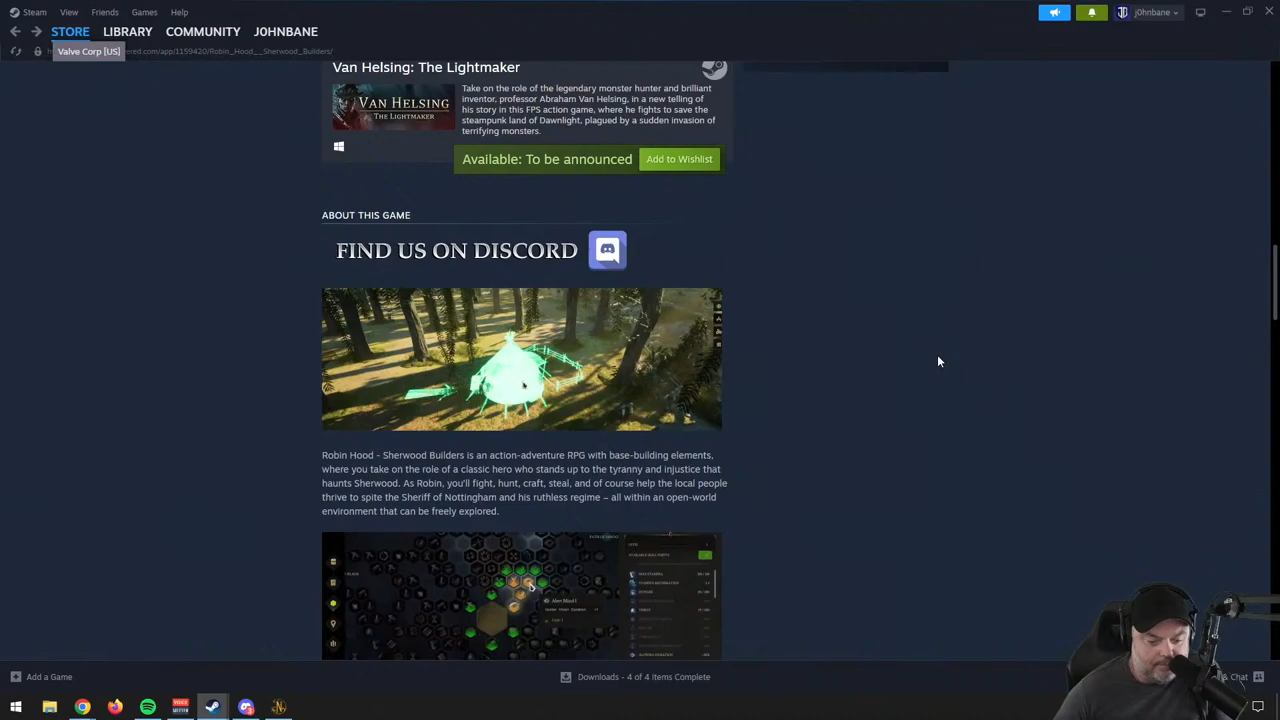 Steam View Friends Games Help
j0hnbane
STORE LIBRARY COMMUNITY J0HNBANE
Valve Corp [US]
ered.com/app/1159420/Robin_Hood__Sherwood_Builders/
Van Helsing: The Lightmaker
Take on the role of the legendary monster hunter and brilliant
inventor, professor Abraham Van Helsing, in a new telling of
his story in this FPS action game, where he fights to save the
steampunk land of Dawnlight, plagued by a sudden invasion of
terrifying monsters.
VAN HELSING
THE LIGHTMAKER
Available: To be announced
Add to Wishlist
ABOUT THIS GAME
FIND US ON DISCORD
Robin Hood - Sherwood Builders is an action-adventure RPG with base-building elements,
where you take on the role of a classic hero who stands up to the tyranny and injustice that
haunts Sherwood. As Robin, you'll fight, hunt, craft, steal, and of course help the local people
thrive to spite the Sheriff of Nottingham and his ruthless regime – all within an open-world
environment that can be freely explored.
Add a Game
Downloads - 4 of 4 Items Complete
& Chat